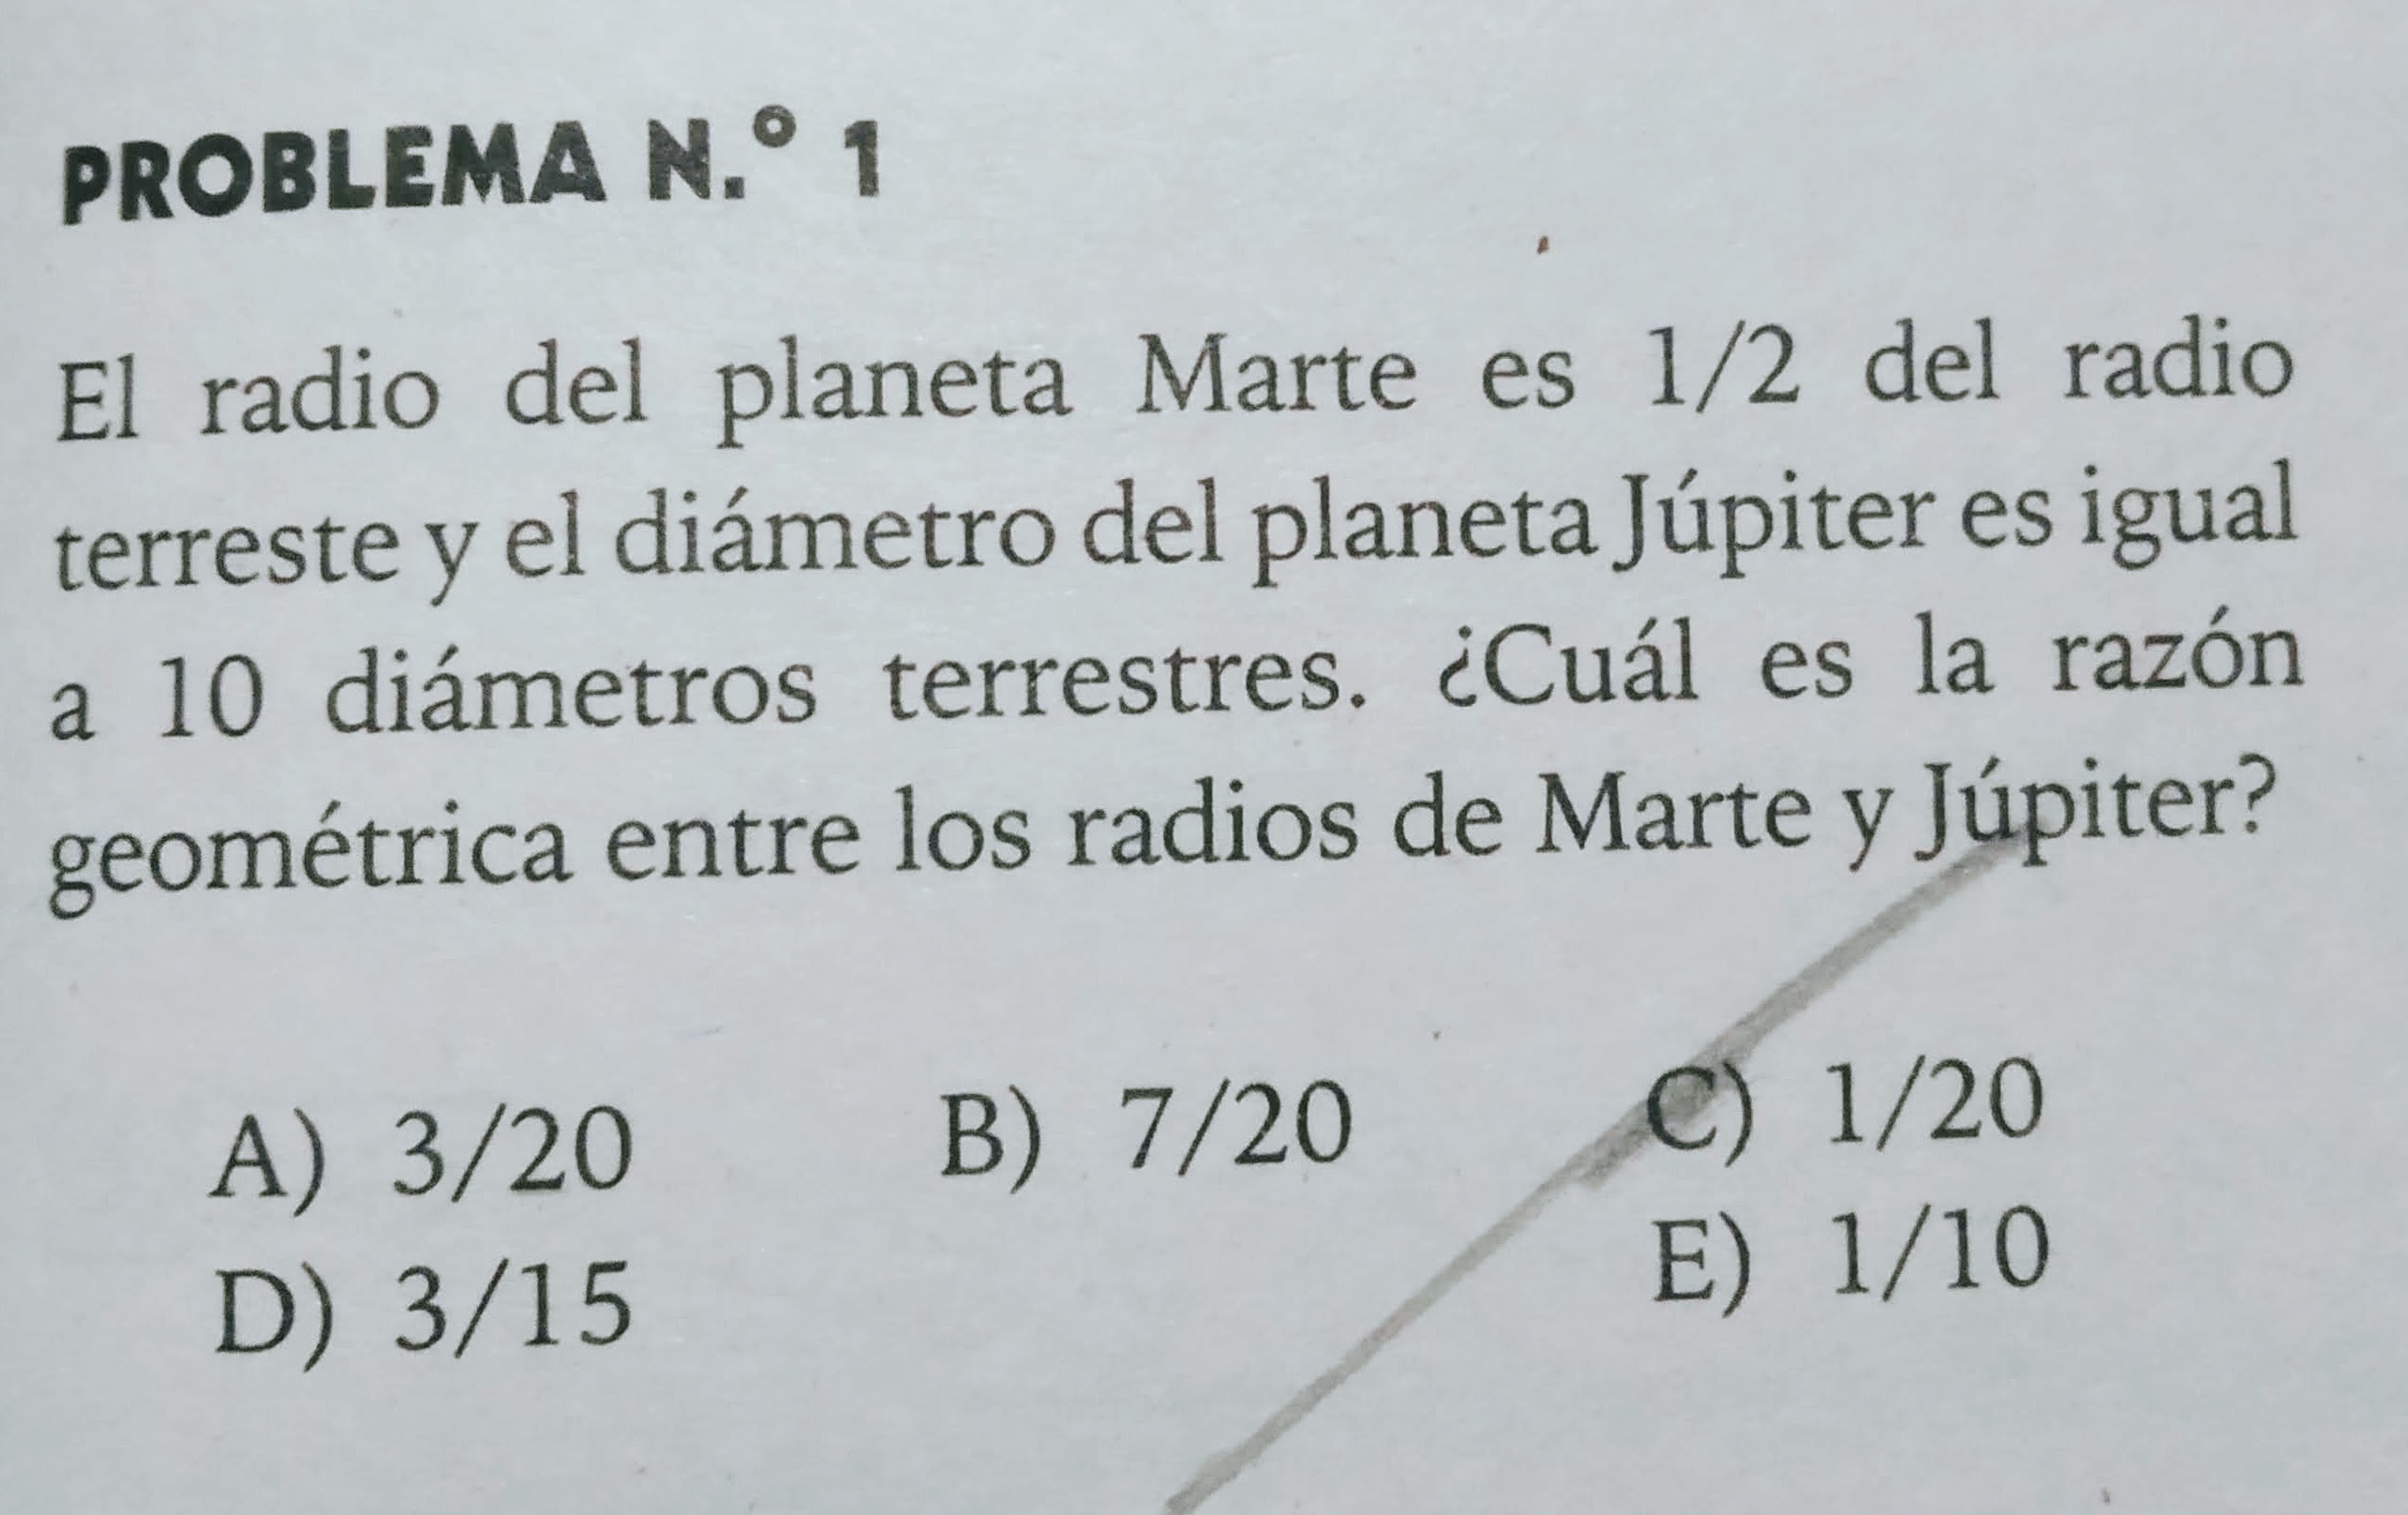 PROBLEMA N.° 1
El radio del planeta Marte es 1/2 del radio
terreste y el diámetro del planeta Júpiter es igual
a 10 diámetros terrestres. ¿Cuál es la razón
geométrica entre los radios de Marte y Júpiter?
A) 3/20 B) 7/20 C) 1/20
D) 3/15 E) 1/10